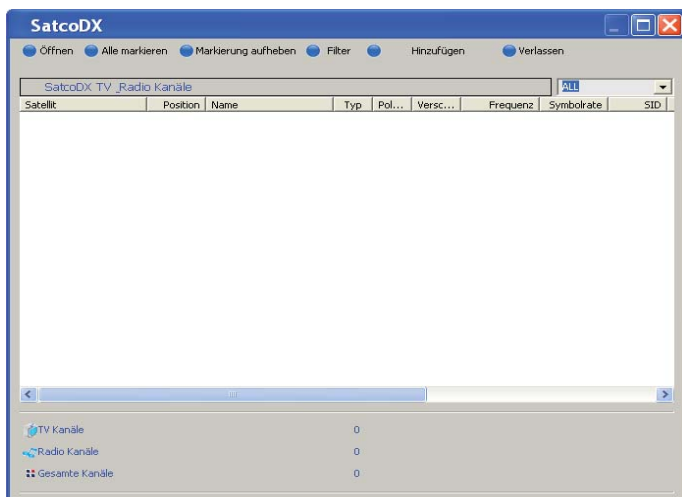 SatcoDX
Öffnen Alle markieren Markierung aufheben Filter Hinzufügen Verlassen
SatcoDX TV _Radio Kanäle ALL
Satellit Position Name Typ Pol... Versc... Frequenz Symbolrate SID
TV Kanäle 0
Radio Kanäle 0
Gesamte Kanäle 0